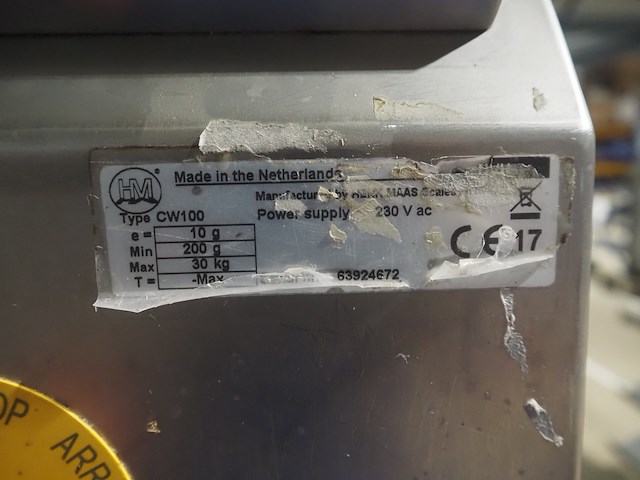 HM
Made in the Netherlands
Manufactured by Henk MAAS Scales
Type CW100
Power supply 230 V ac
e = 10 g
Min 200 g
Max 30 kg
T = -Max
63924672
CE 17
OP ARR